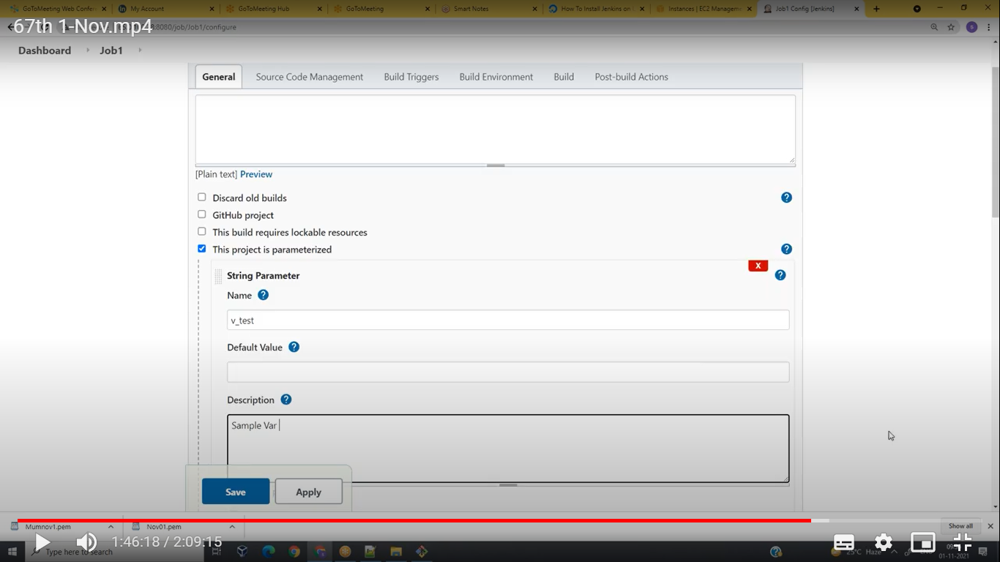 GoToMeeting Web Confer
My Account
GoToMeeting Hub
GoToMeeting
Smart Notes
How To Install Jenkins on
Instances | EC2 Managem
Job1 Config [Jenkins]
67th 1-Nov.mp4
:8080/job/Job1/configure
Dashboard
Job1
General
Source Code Management
Build Triggers
Build Environment
Build
Post-build Actions
[Plain text] Preview
Discard old builds
GitHub project
This build requires lockable resources
This project is parameterized
X
String Parameter
Name
v_test
Default Value
Description
Sample Var
Save
Apply
Mumnov1.pem
Nov01.pem
Show all
1:46:18 / 2:09:15
Type here to search
25°C Haze
01-11-2021